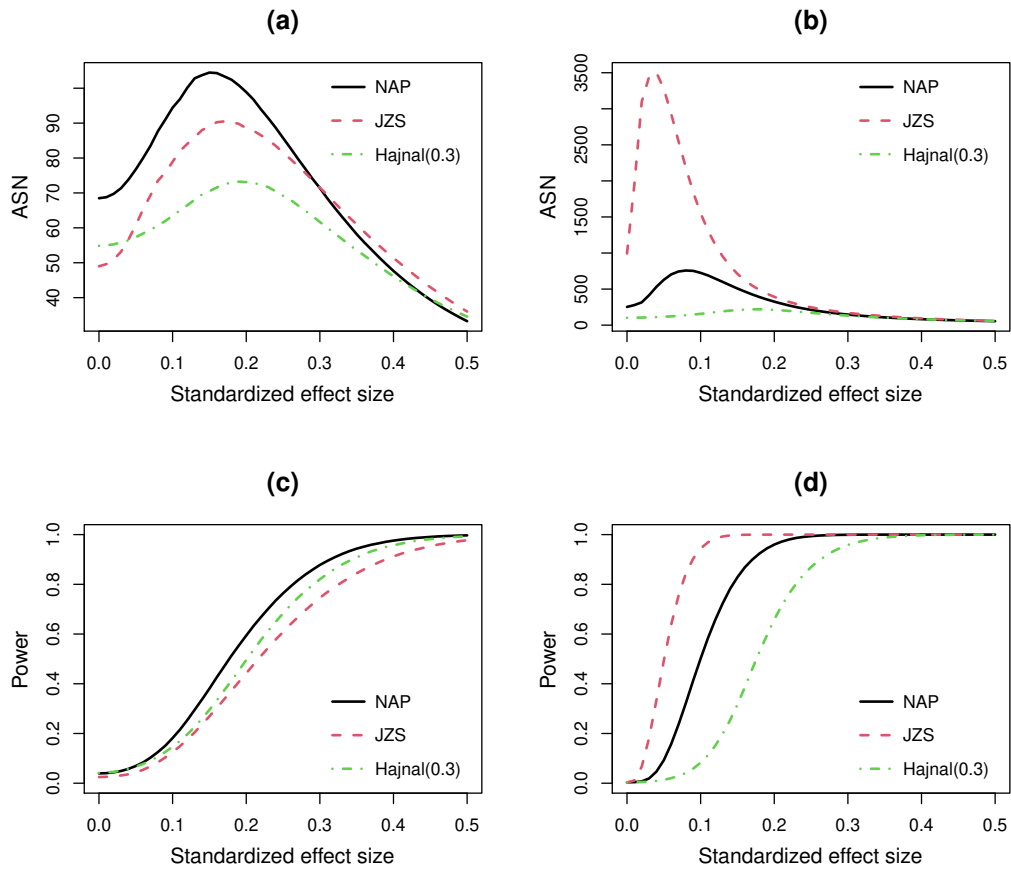 (a)
NAP
JZS
Hajnal(0.3)
ASN
40 50 60 70 80 90
0.0 0.1 0.2 0.3 0.4 0.5
Standardized effect size
(b)
NAP
JZS
Hajnal(0.3)
ASN
0 500 1500 2500 3500
0.0 0.1 0.2 0.3 0.4 0.5
Standardized effect size
(c)
NAP
JZS
Hajnal(0.3)
Power
0.0 0.2 0.4 0.6 0.8 1.0
0.0 0.1 0.2 0.3 0.4 0.5
Standardized effect size
(d)
NAP
JZS
Hajnal(0.3)
Power
0.0 0.2 0.4 0.6 0.8 1.0
0.0 0.1 0.2 0.3 0.4 0.5
Standardized effect size